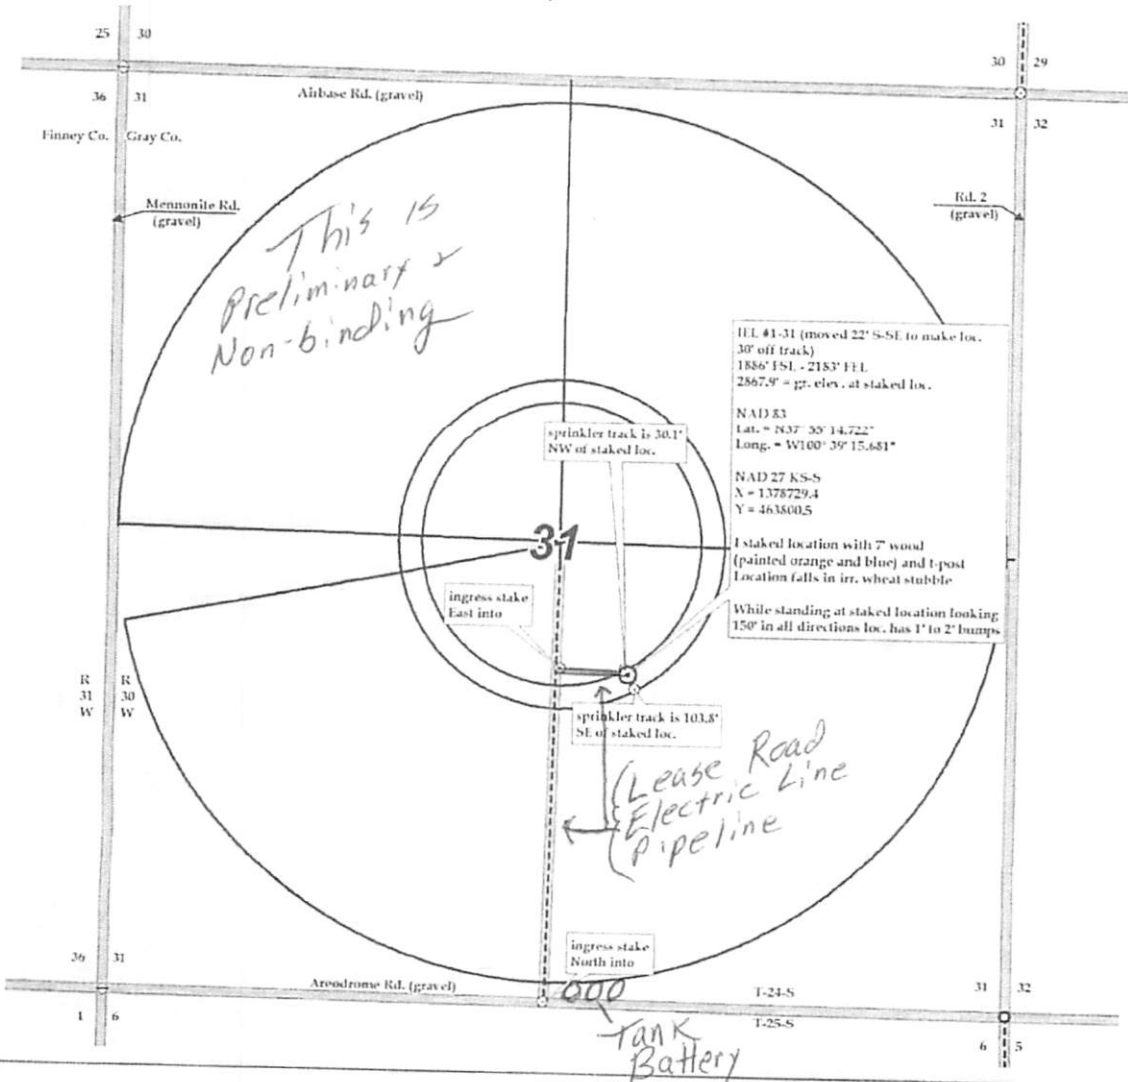 25 30
30 29
36 31
Airbase Rd. (gravel)
31 32
Finney Co. Gray Co.
Mennonite Rd.
(gravel)
Rd. 2
(gravel)
This is
Preliminary &
Non-binding
IEL #1-31 (moved 22' S-SE to make loc.
30' off track)
1886' FSL - 2183' FEL
2867.9' = gr. elev. at staked loc.
NAD 83
Lat. = N37° 55' 14.722"
Long. = W100° 39' 15.681"
NAD 27 KS-S
X = 1378729.4
Y = 463800.5
I staked location with 7' wood
(painted orange and blue) and t-post
Location falls in irr. wheat stubble
While standing at staked location looking
150' in all directions loc. has 1' to 2' bumps
sprinkler track is 30.1'
NW of staked loc.
31
ingress stake
East into
R R
31 30
W W
sprinkler track is 103.8'
SE of staked loc.
Lease Road
Electric Line
Pipeline
ingress stake
North into
36 31
Areodrome Rd. (gravel)
T-24-S
31 32
1 6
T-25-S
6 5
Tank
Battery